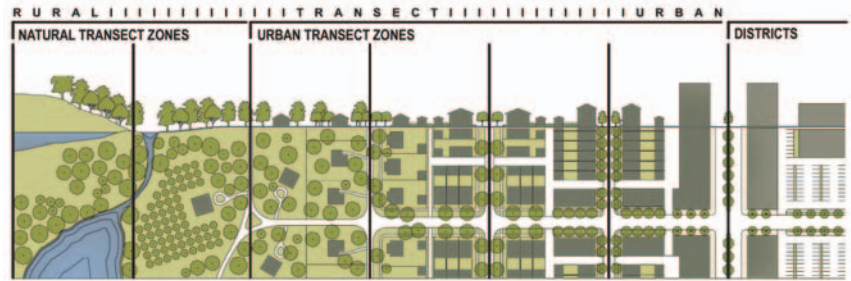 R U R A L I I I I I I I I I I I I I I T R A N S E C T I I I I I I I I I I I I I I I U R B A N
NATURAL TRANSECT ZONES URBAN TRANSECT ZONES DISTRICTS